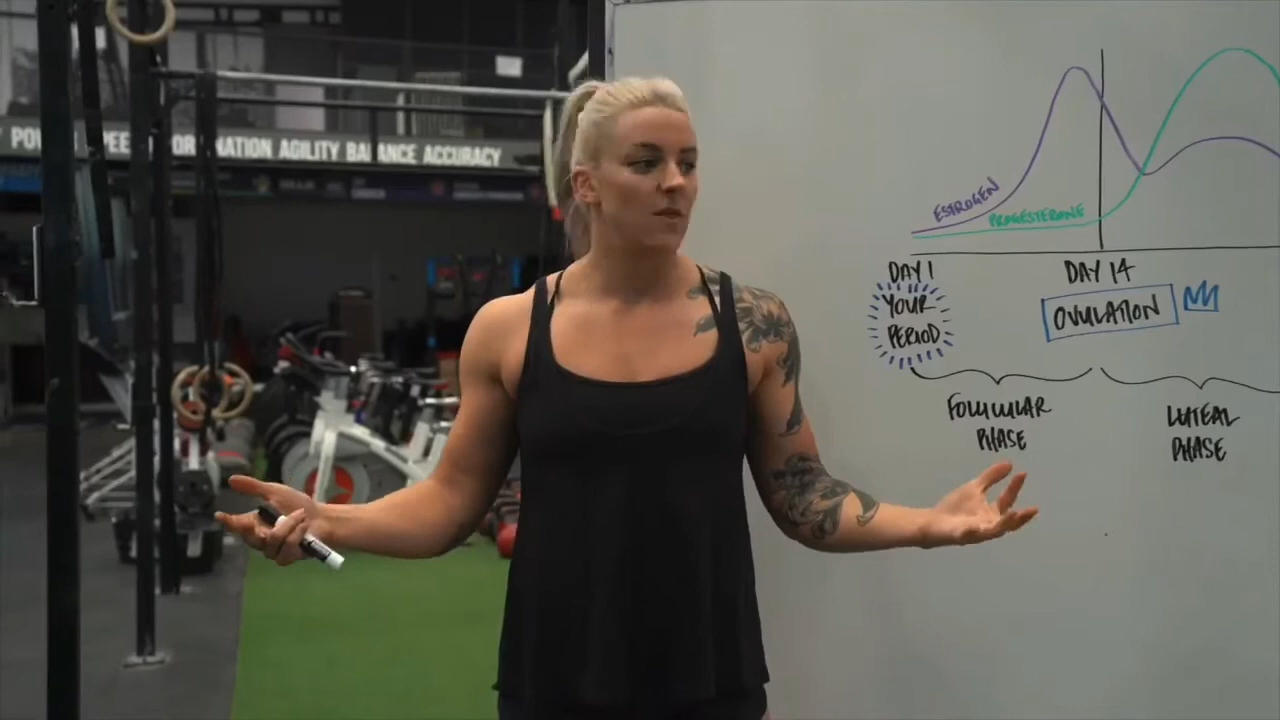 POWER SPEED COORDINATION AGILITY BALANCE ACCURACY
ESTROGEN
PROGESTERONE
DAY 1
YOUR
PERIOD
DAY 14
OVULATION
FOLLICULAR
PHASE
LUTEAL
PHASE